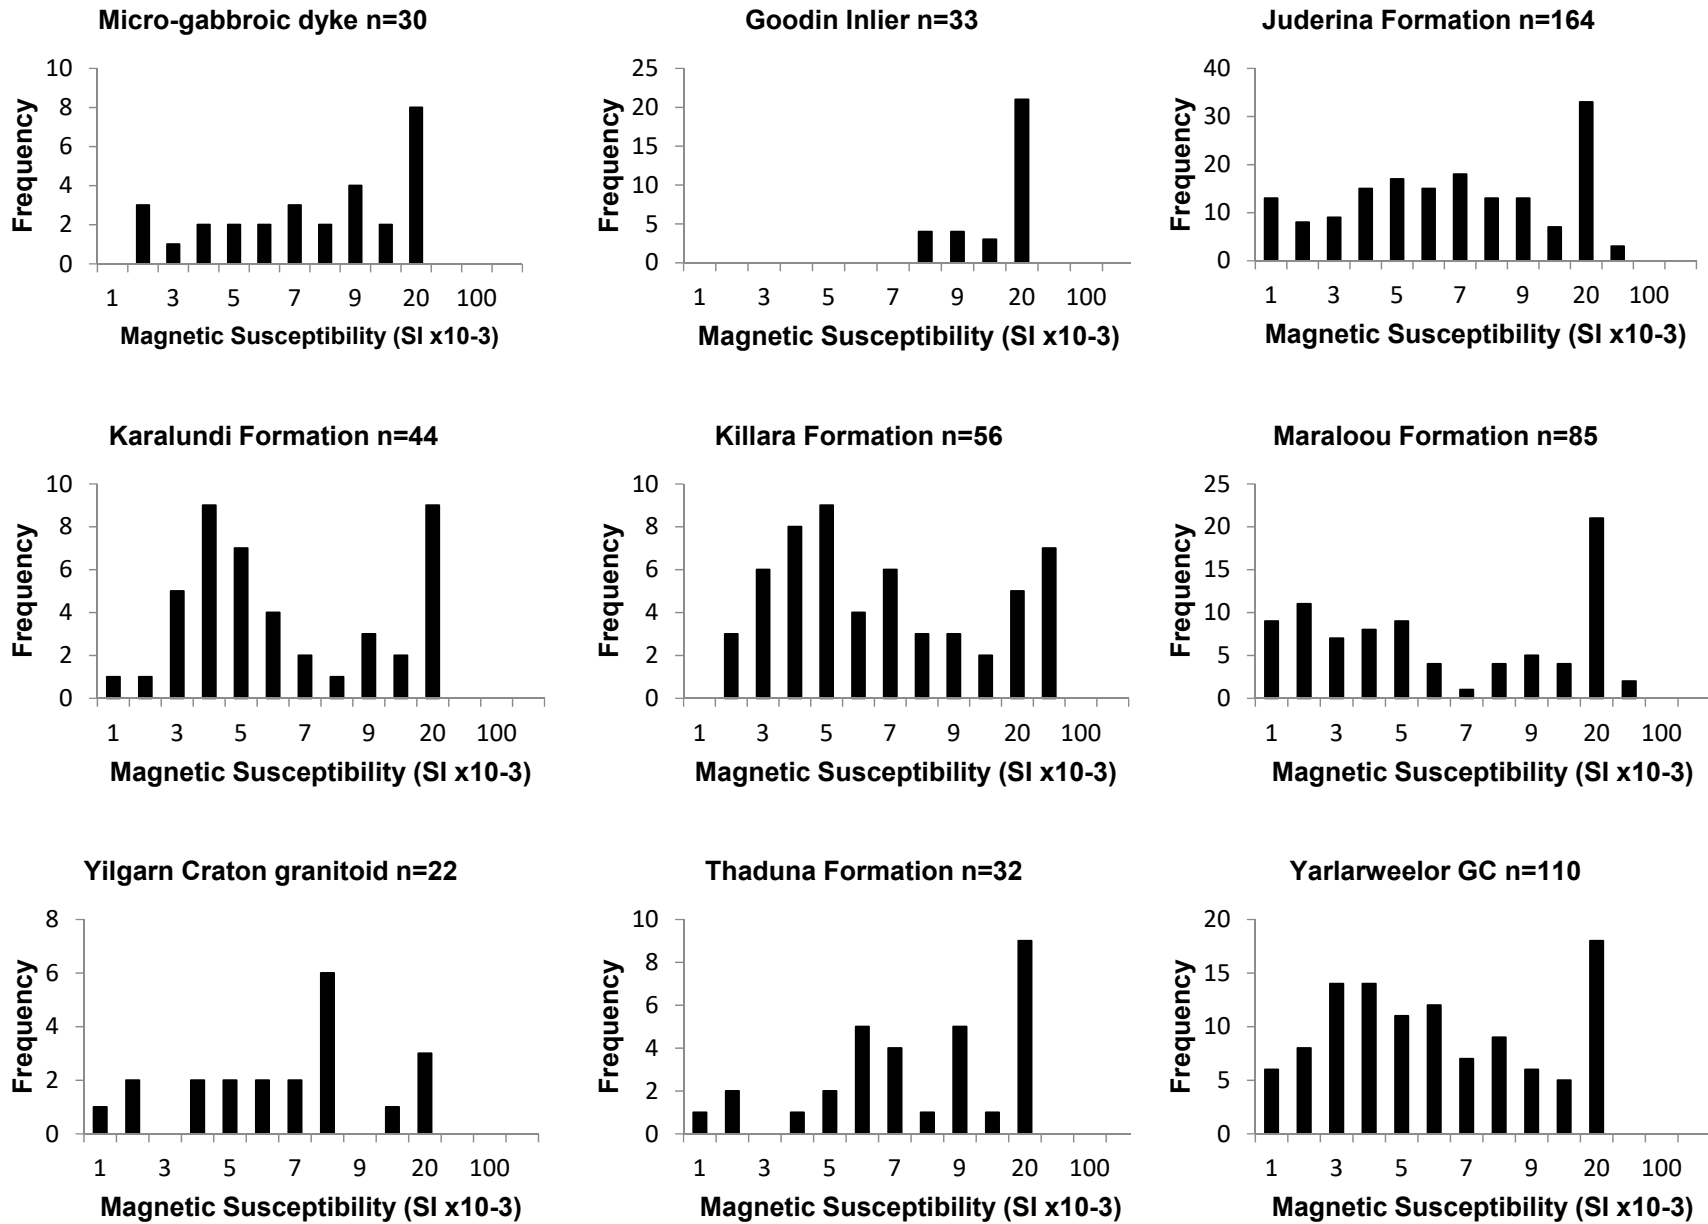 Micro-gabbroic dyke n=30
10
8
6
4
2
0
Frequency
1 3 5 7 9 20 100
Magnetic Susceptibility (SI x10-3)
Goodin Inlier n=33
25
20
15
10
5
0
Frequency
1 3 5 7 9 20 100
Magnetic Susceptibility (SI x10-3)
Juderina Formation n=164
40
30
20
10
0
Frequency
1 3 5 7 9 20 100
Magnetic Susceptibility (SI x10-3)
Karalundi Formation n=44
10
8
6
4
2
0
Frequency
1 3 5 7 9 20 100
Magnetic Susceptibility (SI x10-3)
Killara Formation n=56
10
8
6
4
2
0
Frequency
1 3 5 7 9 20 100
Magnetic Susceptibility (SI x10-3)
Maraloou Formation n=85
25
20
15
10
5
0
Frequency
1 3 5 7 9 20 100
Magnetic Susceptibility (SI x10-3)
Yilgarn Craton granitoid n=22
8
6
4
2
0
Frequency
1 3 5 7 9 20 100
Magnetic Susceptibility (SI x10-3)
Thaduna Formation n=32
10
8
6
4
2
0
Frequency
1 3 5 7 9 20 100
Magnetic Susceptibility (SI x10-3)
Yarlarweelor GC n=110
20
15
10
5
0
Frequency
1 3 5 7 9 20 100
Magnetic Susceptibility (SI x10-3)